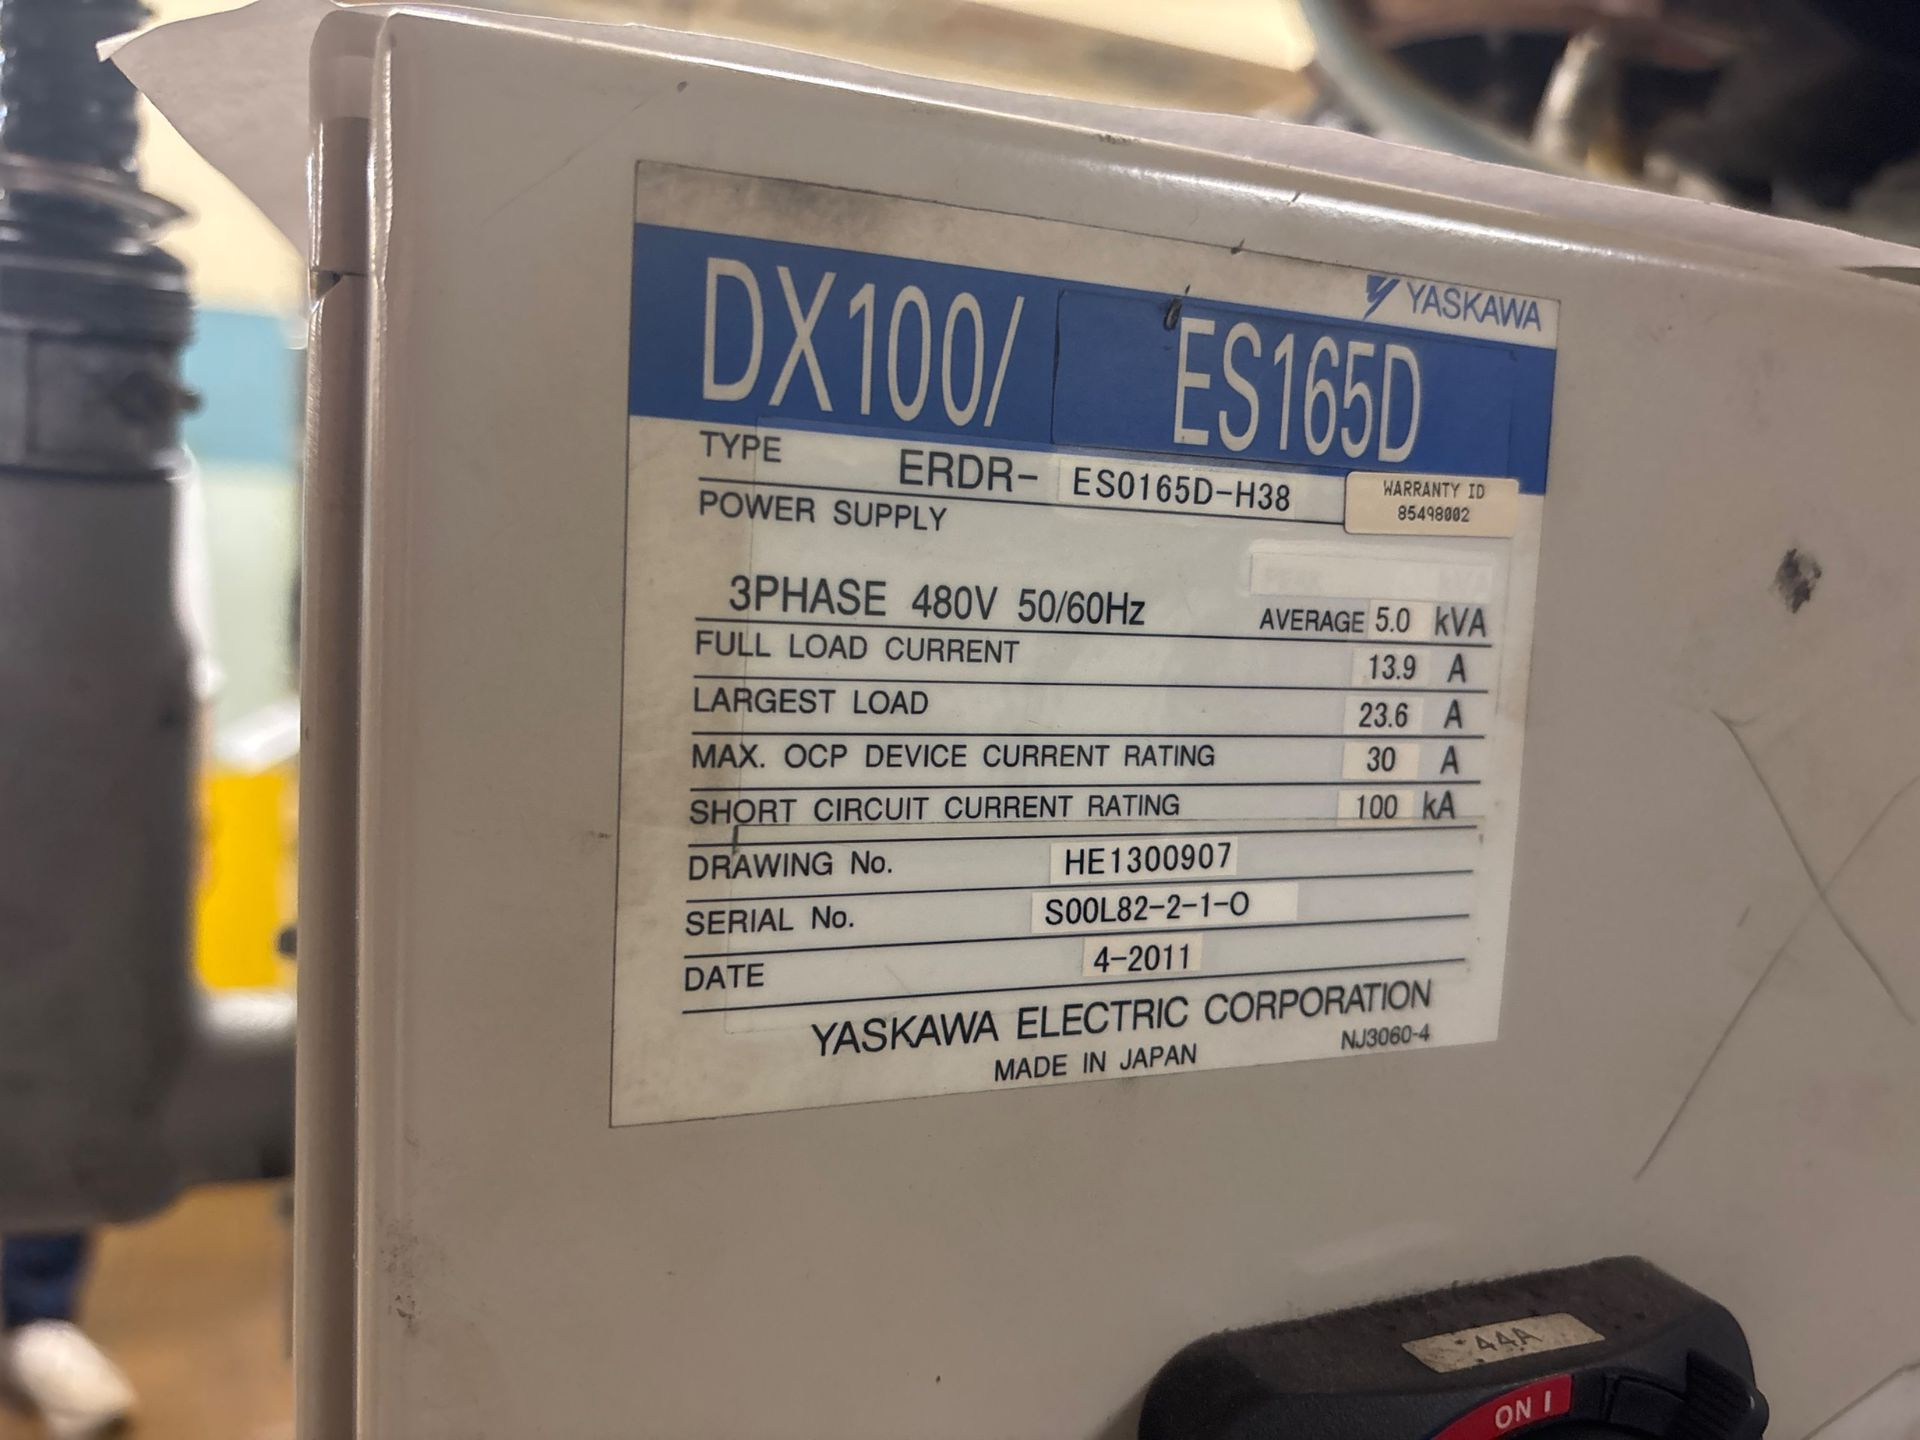 YASKAWA
DX100/ ES165D
TYPE ERDR- ES0165D-H38
WARRANTY ID
85498002
POWER SUPPLY
3PHASE 480V 50/60Hz AVERAGE 5.0 kVA
FULL LOAD CURRENT 13.9 A
LARGEST LOAD 23.6 A
MAX. OCP DEVICE CURRENT RATING 30 A
SHORT CIRCUIT CURRENT RATING 100 kA
DRAWING No. HE1300907
SERIAL No. S00L82-2-1-0
DATE 4-2011
YASKAWA ELECTRIC CORPORATION
MADE IN JAPAN NJ3060-4
44A
ON I